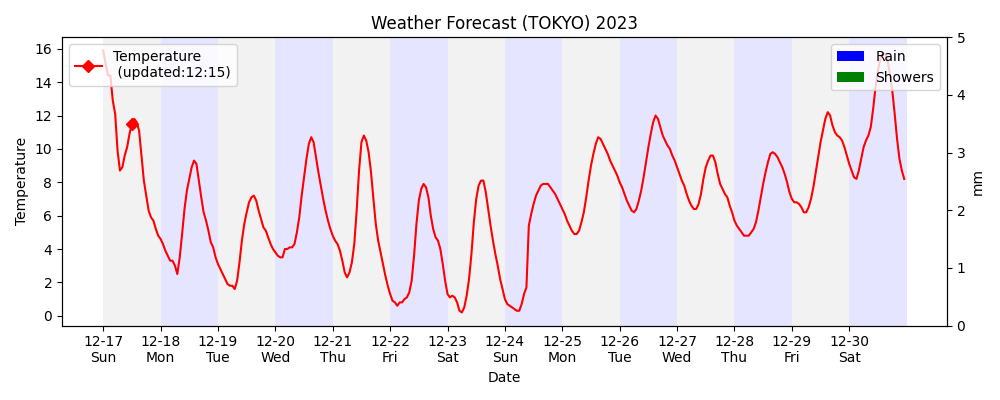 Weather Forecast (TOKYO) 2023
Temperature
(updated:12:15)
Rain
Showers
16
14
12
10
8
6
4
2
0
Temperature
5
4
3
2
1
0
mm
12-17 12-18 12-19 12-20 12-21 12-22 12-23 12-24 12-25 12-26 12-27 12-28 12-29 12-30
Sun Mon Tue Wed Thu Fri Sat Sun Mon Tue Wed Thu Fri Sat
Date